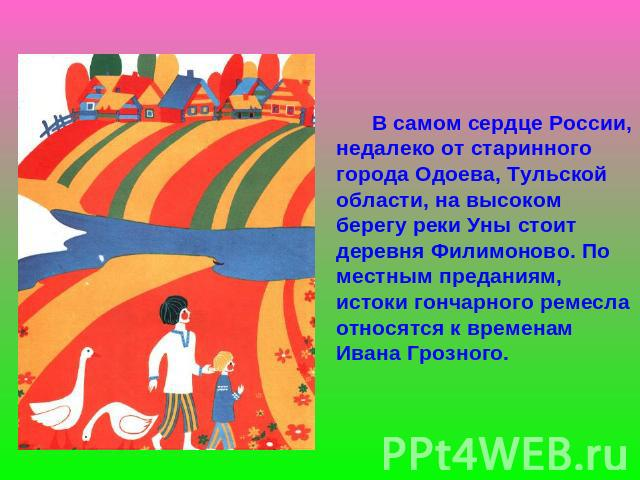 В самом сердце России,
недалеко от старинного
города Одоева, Тульской
области, на высоком
берегу реки Уны стоит
деревня Филимоново. По
местным преданиям,
истоки гончарного ремесла
относятся к временам
Ивана Грозного.
PPt4WEB.ru